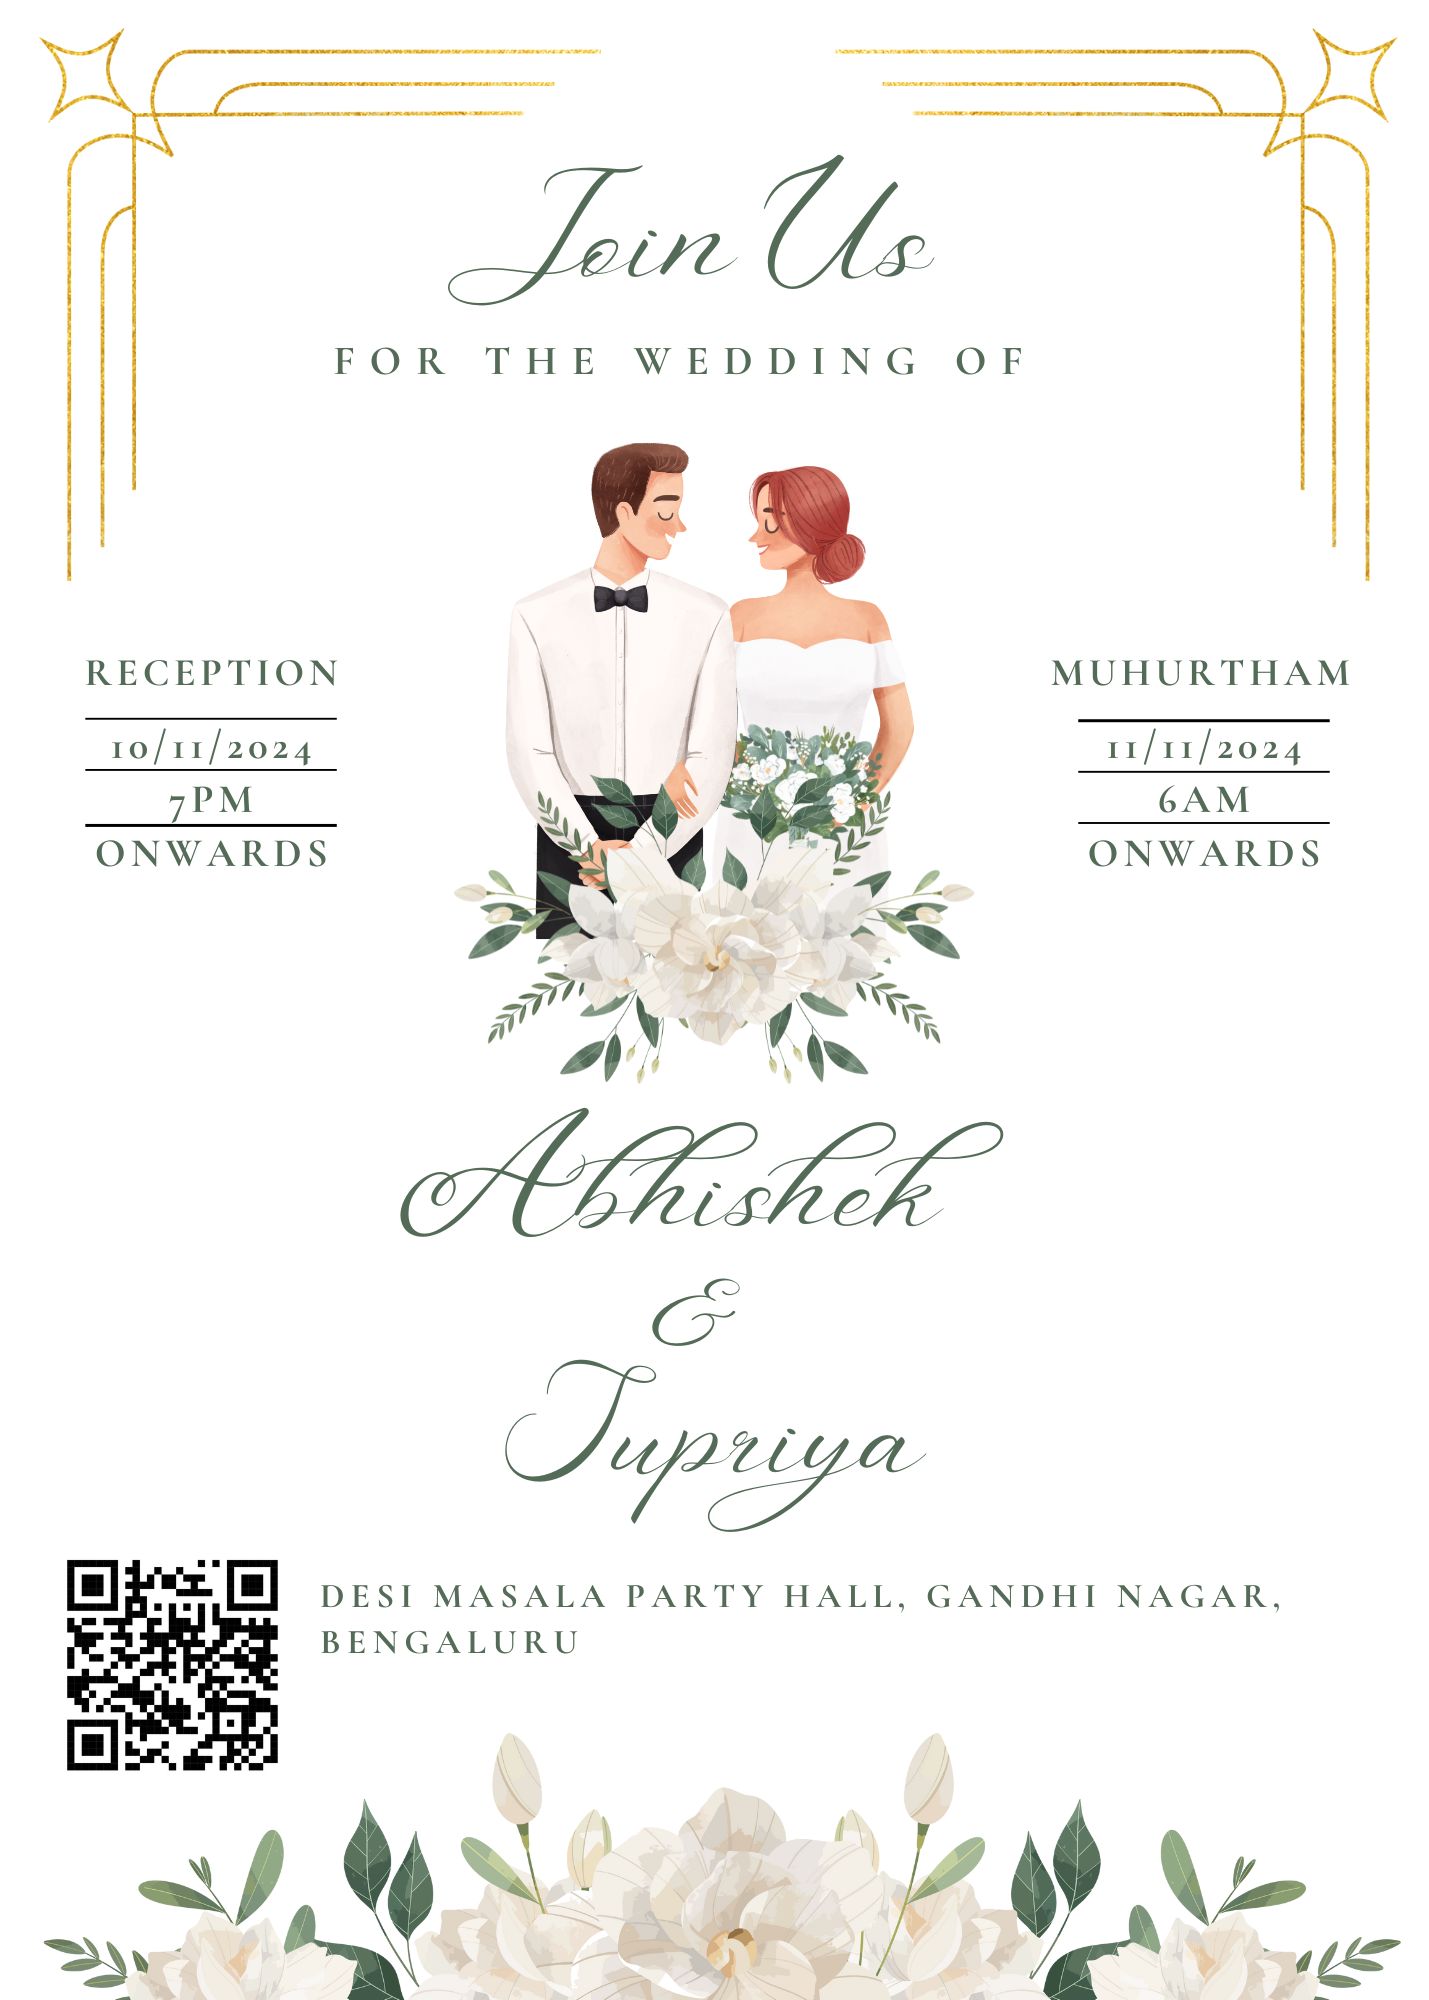 Join Us
FOR THE WEDDING OF
RECEPTION
10/11/2024
7PM
ONWARDS
MUHURTHAM
11/11/2024
6AM
ONWARDS
Abhishek
&
Tupriya
DESI MASALA PARTY HALL, GANDHI NAGAR,
BENGALURU